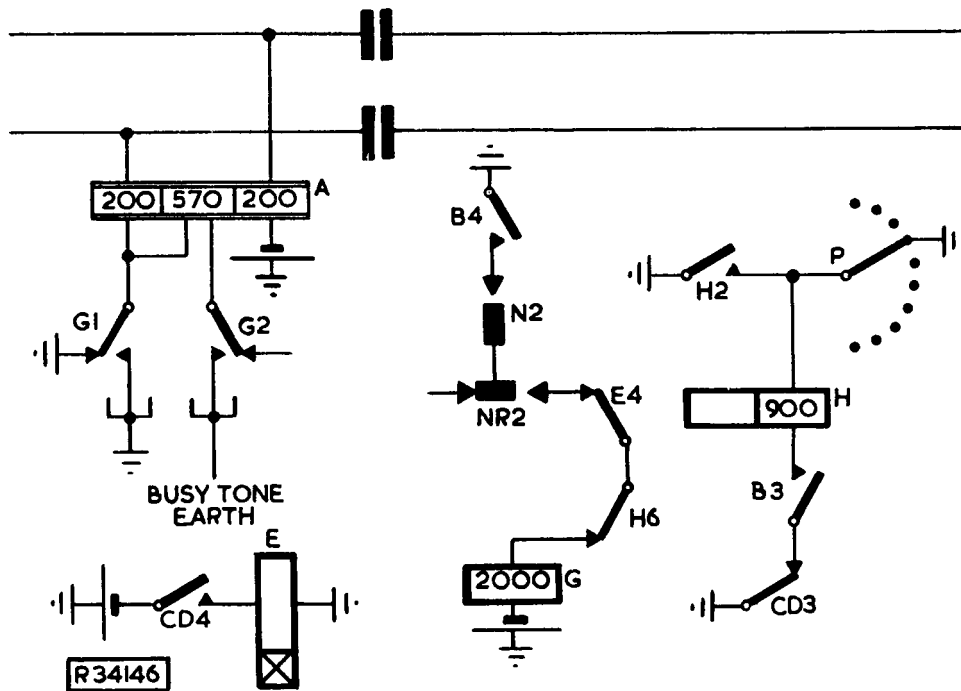 200 570 200 A
B4
P
H2
G1 G2
N2
NR2
E4
900 H
BUSY TONE
EARTH
B3
H6
E
2000 G
CD4
CD3
R34146